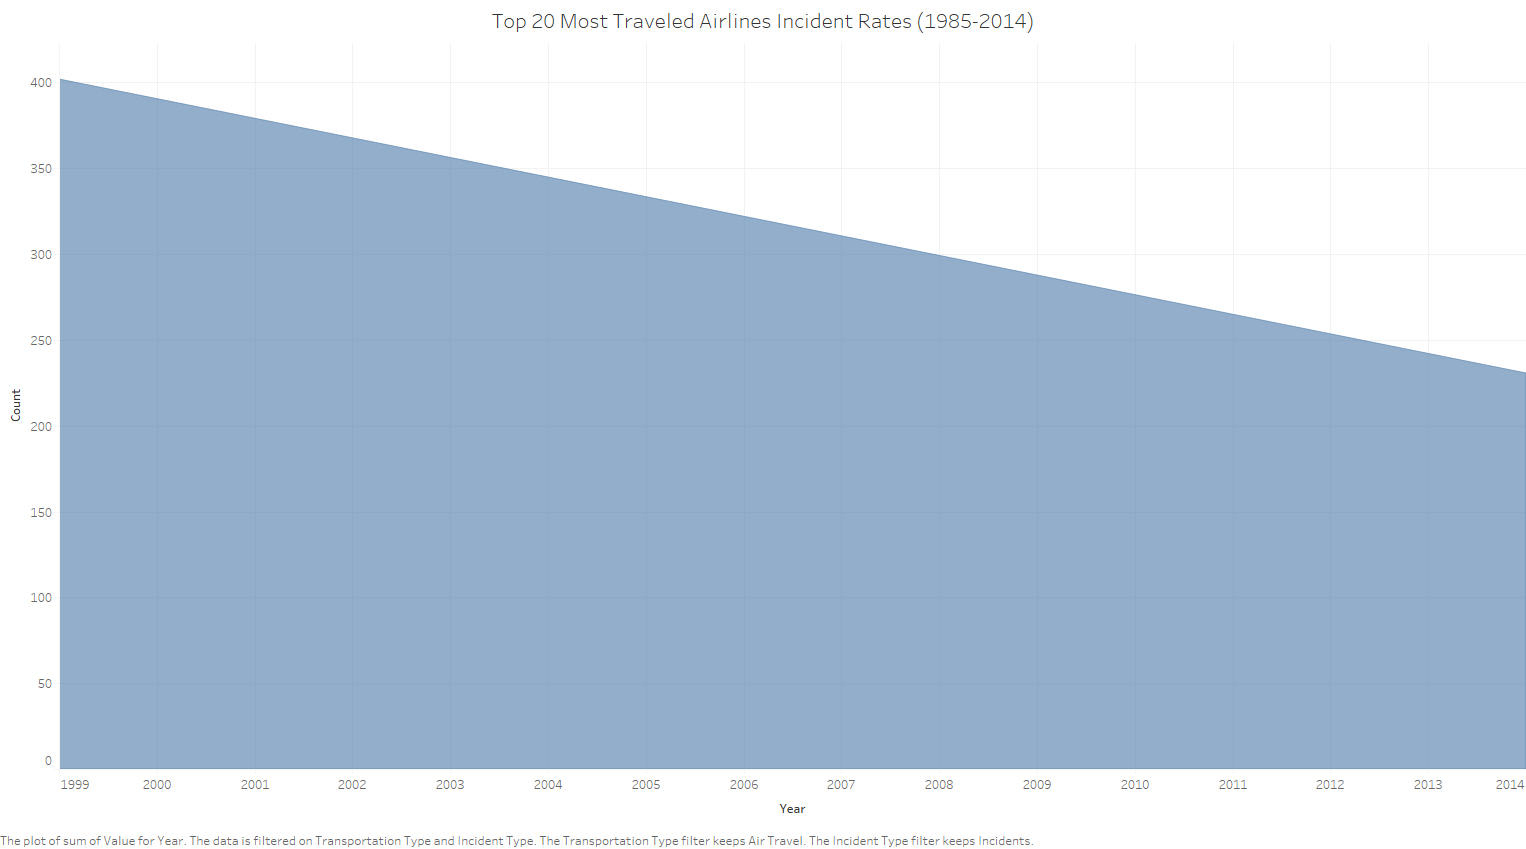 Top 20 Most Traveled Airlines Incident Rates (1985-2014)
400
350
300
250
200
150
100
50
0
Count
1999 2000 2001 2002 2003 2004 2005 2006 2007 2008 2009 2010 2011 2012 2013 2014
Year
The plot of sum of Value for Year. The data is filtered on Transportation Type and Incident Type. The Transportation Type filter keeps Air Travel. The Incident Type filter keeps Incidents.